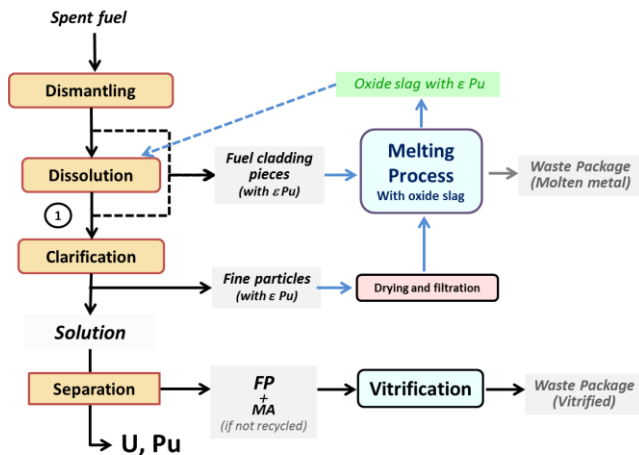 Spent fuel
Dismantling
Oxide slag with ε Pu
Dissolution
Fuel cladding
pieces
(with ε Pu)
Melting
Process
With oxide slag
Waste Package
(Molten metal)
1
Clarification
Fine particles
(with ε Pu)
Drying and filtration
Solution
Separation
FP
+
MA
(if not recycled)
Vitrification
Waste Package
(Vitrified)
U, Pu